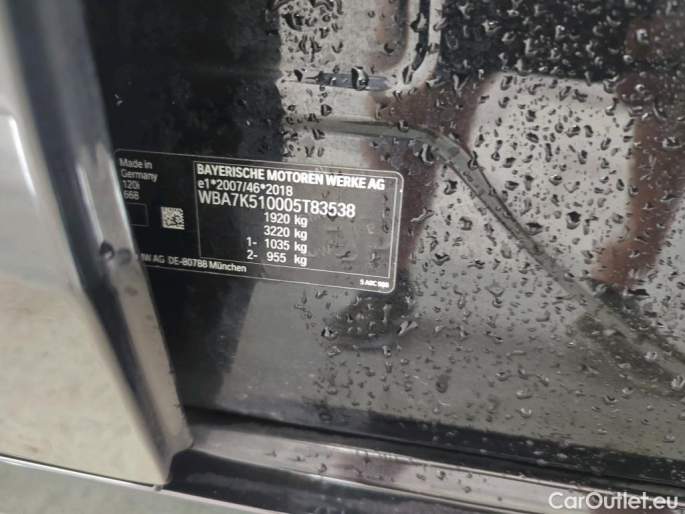 Made in
Germany
120i
668
BAYERISCHE MOTOREN WERKE AG
e1*2007/46*2018
WBA7K510005T83538
1920 kg
3220 kg
1- 1035 kg
2- 955 kg
AG DE-80788 München
CarOutlet.eu